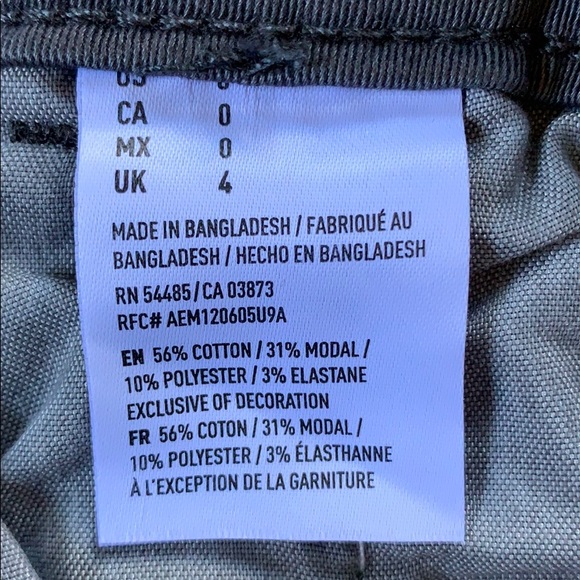 US 0
CA 0
MX 0
UK 4
MADE IN BANGLADESH / FABRIQUÉ AU
BANGLADESH / HECHO EN BANGLADESH
RN 54485 / CA 03873
RFC# AEM120605U9A
EN 56% COTTON / 31% MODAL /
10% POLYESTER / 3% ELASTANE
EXCLUSIVE OF DECORATION
FR 56% COTON / 31% MODAL /
10% POLYESTER / 3% ÉLASTHANNE
À L'EXCEPTION DE LA GARNITURE